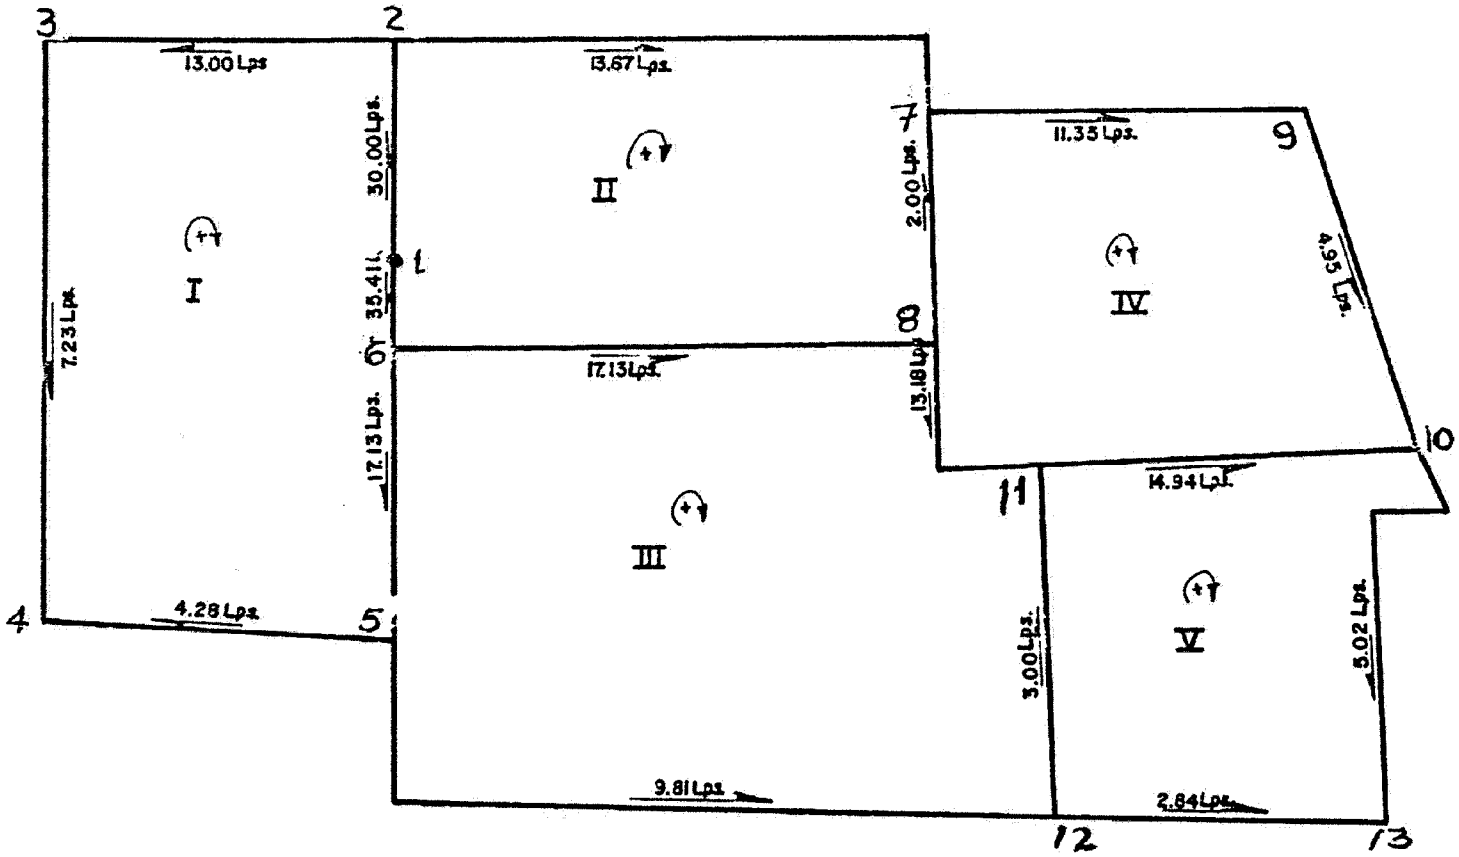 3
2
13.00 Lps
13.67 Lps.
30.00 Lps.
7
11.35 Lps.
9
+
II
2.00 Lps.
+
I
1
35.41 L
+
IV
4.95 Lps.
7.23 Lps.
6
8
17.13 Lps.
13.18 Lps
17.13 Lps.
10
11
14.94 Lps.
+
III
4
4.28 Lps.
5
+
V
3.00 Lps.
5.02 Lps.
9.81 Lps.
2.84 Lps.
12
13